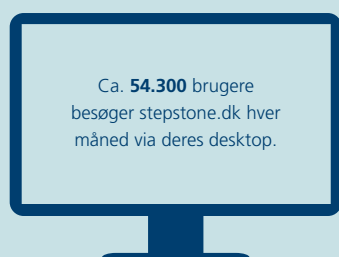 Ca. 54.300 brugere
besøger stepstone.dk hver
måned via deres desktop.